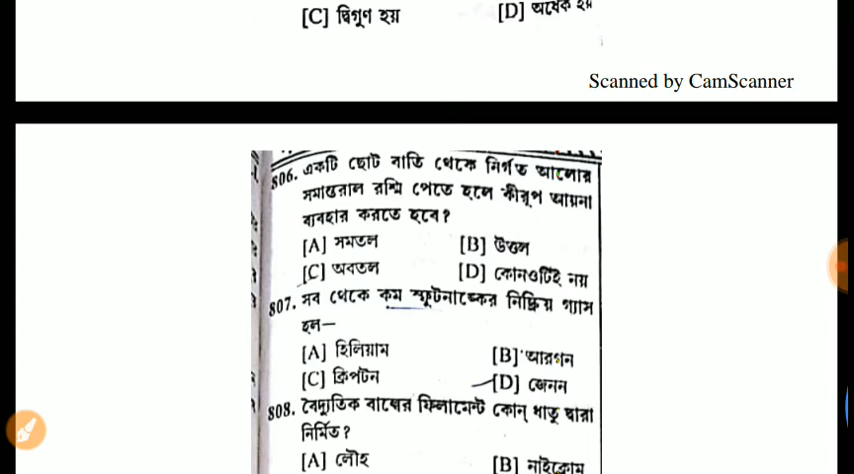 [C] দ্বিগুণ হয় [D] অর্ধেক হয়
Scanned by CamScanner
806. একটি ছোট বাতি থেকে নির্গত আলোর
সমান্তরাল রশ্মি পেতে হলে কীরূপ আয়না
ব্যবহার করতে হবে?
[A] সমতল [B] উত্তল
[C] অবতল [D] কোনওটিই নয়
807. সব থেকে কম স্ফুটনাঙ্কের নিষ্ক্রিয় গ্যাস
হল—
[A] হিলিয়াম [B] আরগন
[C] ক্রিপটন [D] জেনন
808. বৈদ্যুতিক বাল্বের ফিলামেন্ট কোন্ ধাতু দ্বারা
নির্মিত?
[A] লৌহ [B] নাইক্রোম